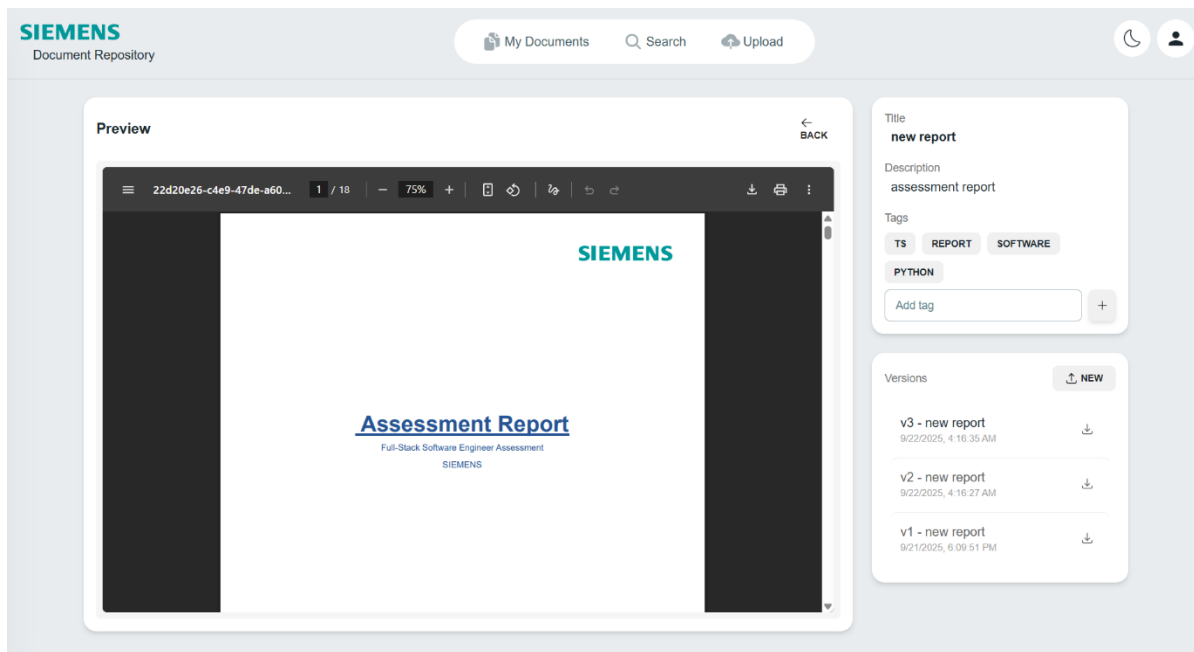 SIEMENS
Document Repository
My Documents
Search
Upload
Preview
BACK
22d20e26-c4e9-47de-a60...
1 / 18
75%
SIEMENS
Assessment Report
Full-Stack Software Engineer Assessment
SIEMENS
Title
new report
Description
assessment report
Tags
TS REPORT SOFTWARE
PYTHON
Add tag
Versions
NEW
v3 - new report
9/22/2025, 4:16:35 AM
v2 - new report
9/22/2025, 4:16:27 AM
v1 - new report
9/21/2025, 6:09:51 PM